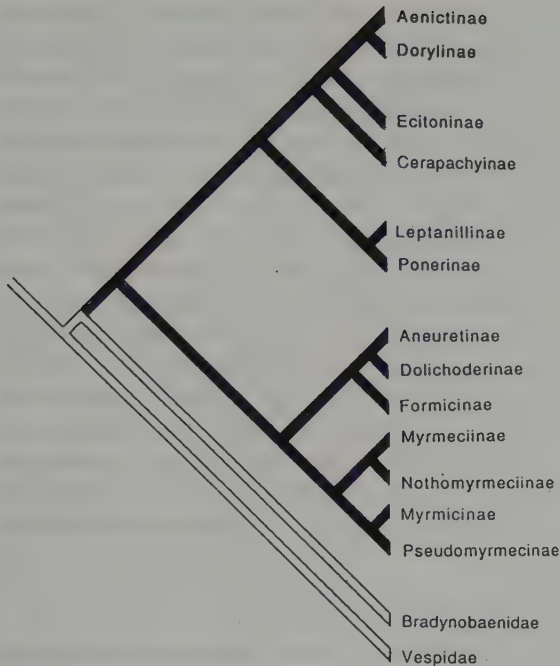 Aenictinae
Dorylinae
Ecitoninae
Cerapachyinae
Leptanillinae
Ponerinae
Aneuretinae
Dolichoderinae
Formicinae
Myrmeciinae
Nothomyrmeciinae
Myrmicinae
Pseudomyrmecinae
Bradynobaenidae
Vespidae